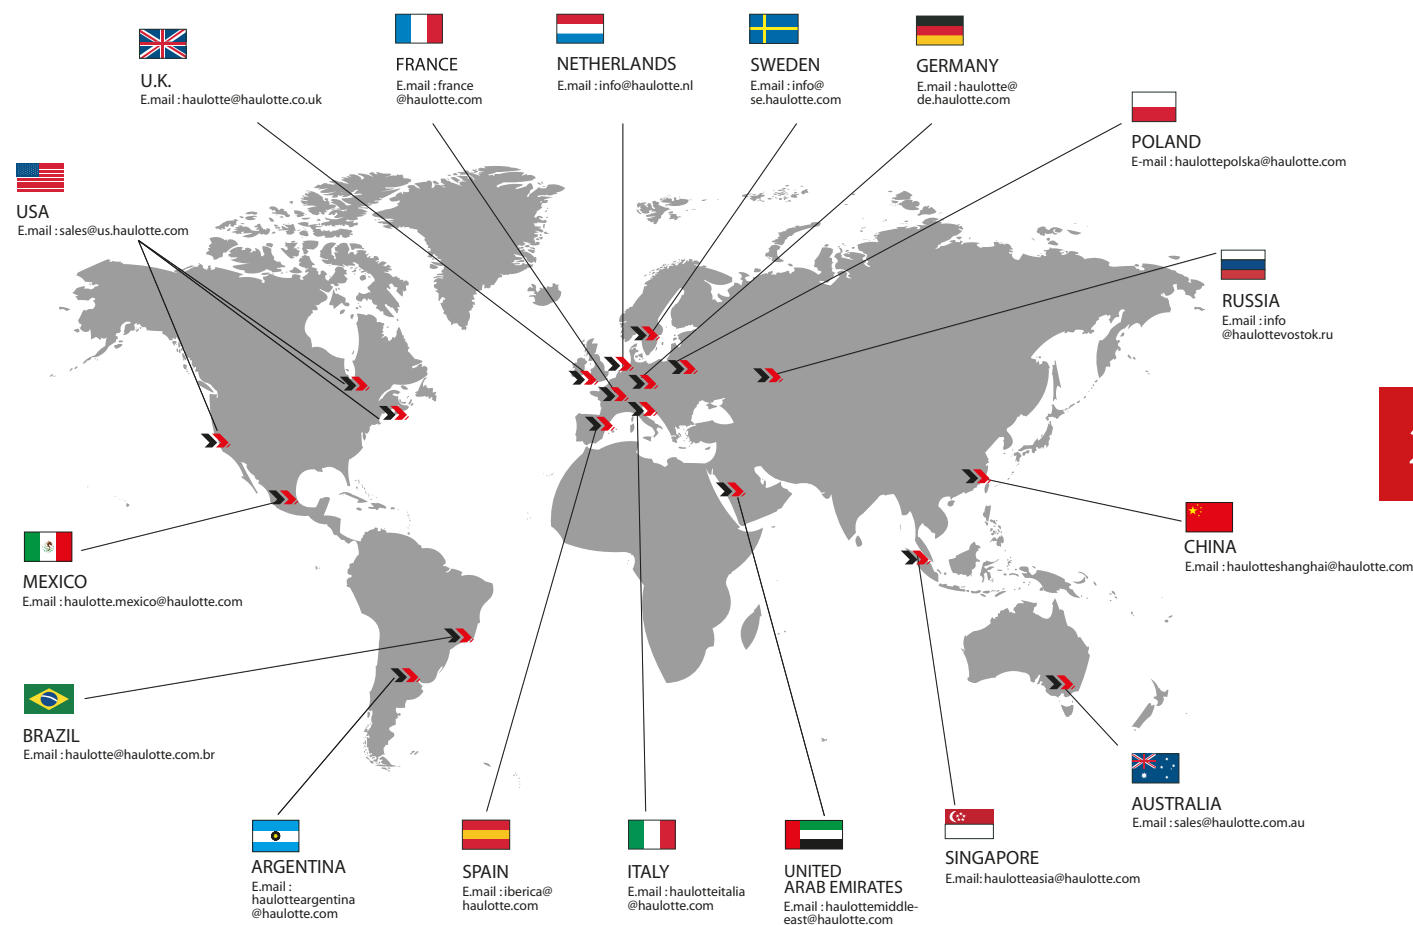 U.K.
E.mail : haulotte@haulotte.co.uk
FRANCE
E.mail : france
@haulotte.com
NETHERLANDS
E.mail : info@haulotte.nl
SWEDEN
E.mail : info@
se.haulotte.com
GERMANY
E.mail : haulotte@
de.haulotte.com
POLAND
E-mail : haulottepolska@haulotte.com
USA
E.mail : sales@us.haulotte.com
RUSSIA
E.mail : info
@haulottevostok.ru
CHINA
E.mail : haulotteshanghai@haulotte.com
MEXICO
E.mail : haulotte.mexico@haulotte.com
BRAZIL
E.mail : haulotte@haulotte.com.br
AUSTRALIA
E.mail : sales@haulotte.com.au
ARGENTINA
E.mail :
haulotteargentina
@haulotte.com
SPAIN
E.mail : iberica@
haulotte.com
ITALY
E.mail : haulotteitalia
@haulotte.com
UNITED
ARAB EMIRATES
E.mail : haulottemiddle-
east@haulotte.com
SINGAPORE
E.mail: haulotteasia@haulotte.com